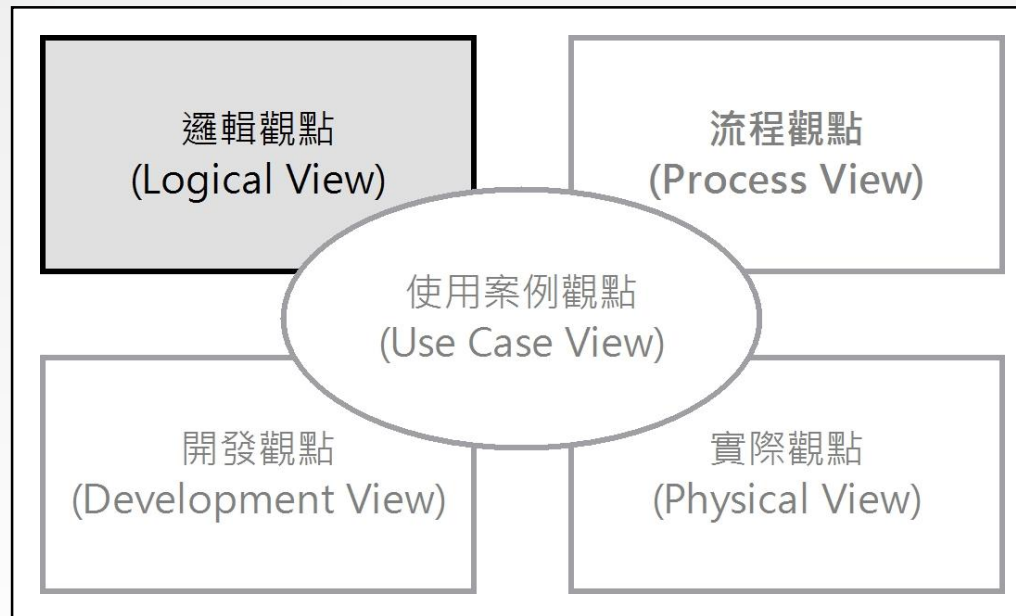 邏輯觀點
(Logical View)
流程觀點
(Process View)
使用案例觀點
(Use Case View)
開發觀點
(Development View)
實際觀點
(Physical View)